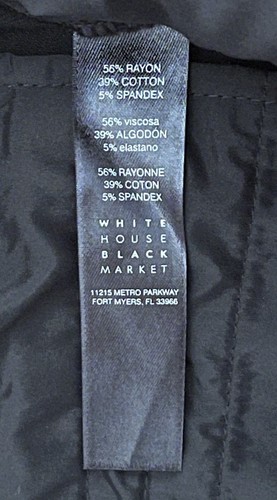 56% RAYON
39% COTTON
5% SPANDEX
56% viscosa
39% ALGODÓN
5% elastano
56% RAYONNE
39% COTON
5% SPANDEX
WHITE
HOUSE
BLACK
MARKET
11215 METRO PARKWAY
FORT MYERS, FL 33966